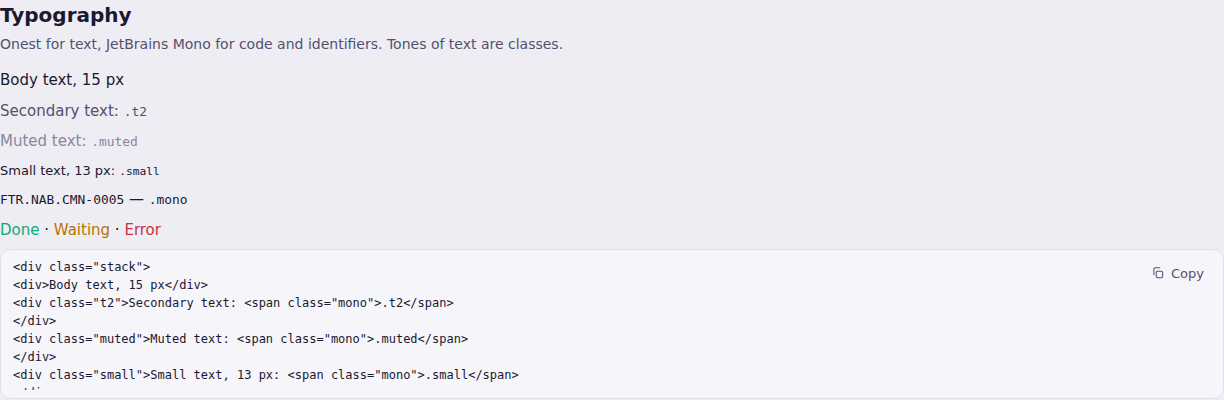 Typography
Onest for text, JetBrains Mono for code and identifiers. Tones of text are classes.
Body text, 15 px
Secondary text: .t2
Muted text: .muted
Small text, 13 px: .small
FTR.NAB.CMN-0005 — .mono
Done · Waiting · Error
Copy
<div class="stack">
<div>Body text, 15 px</div>
<div class="t2">Secondary text: <span class="mono">.t2</span>
</div>
<div class="muted">Muted text: <span class="mono">.muted</span>
</div>
<div class="small">Small text, 13 px: <span class="mono">.small</span>